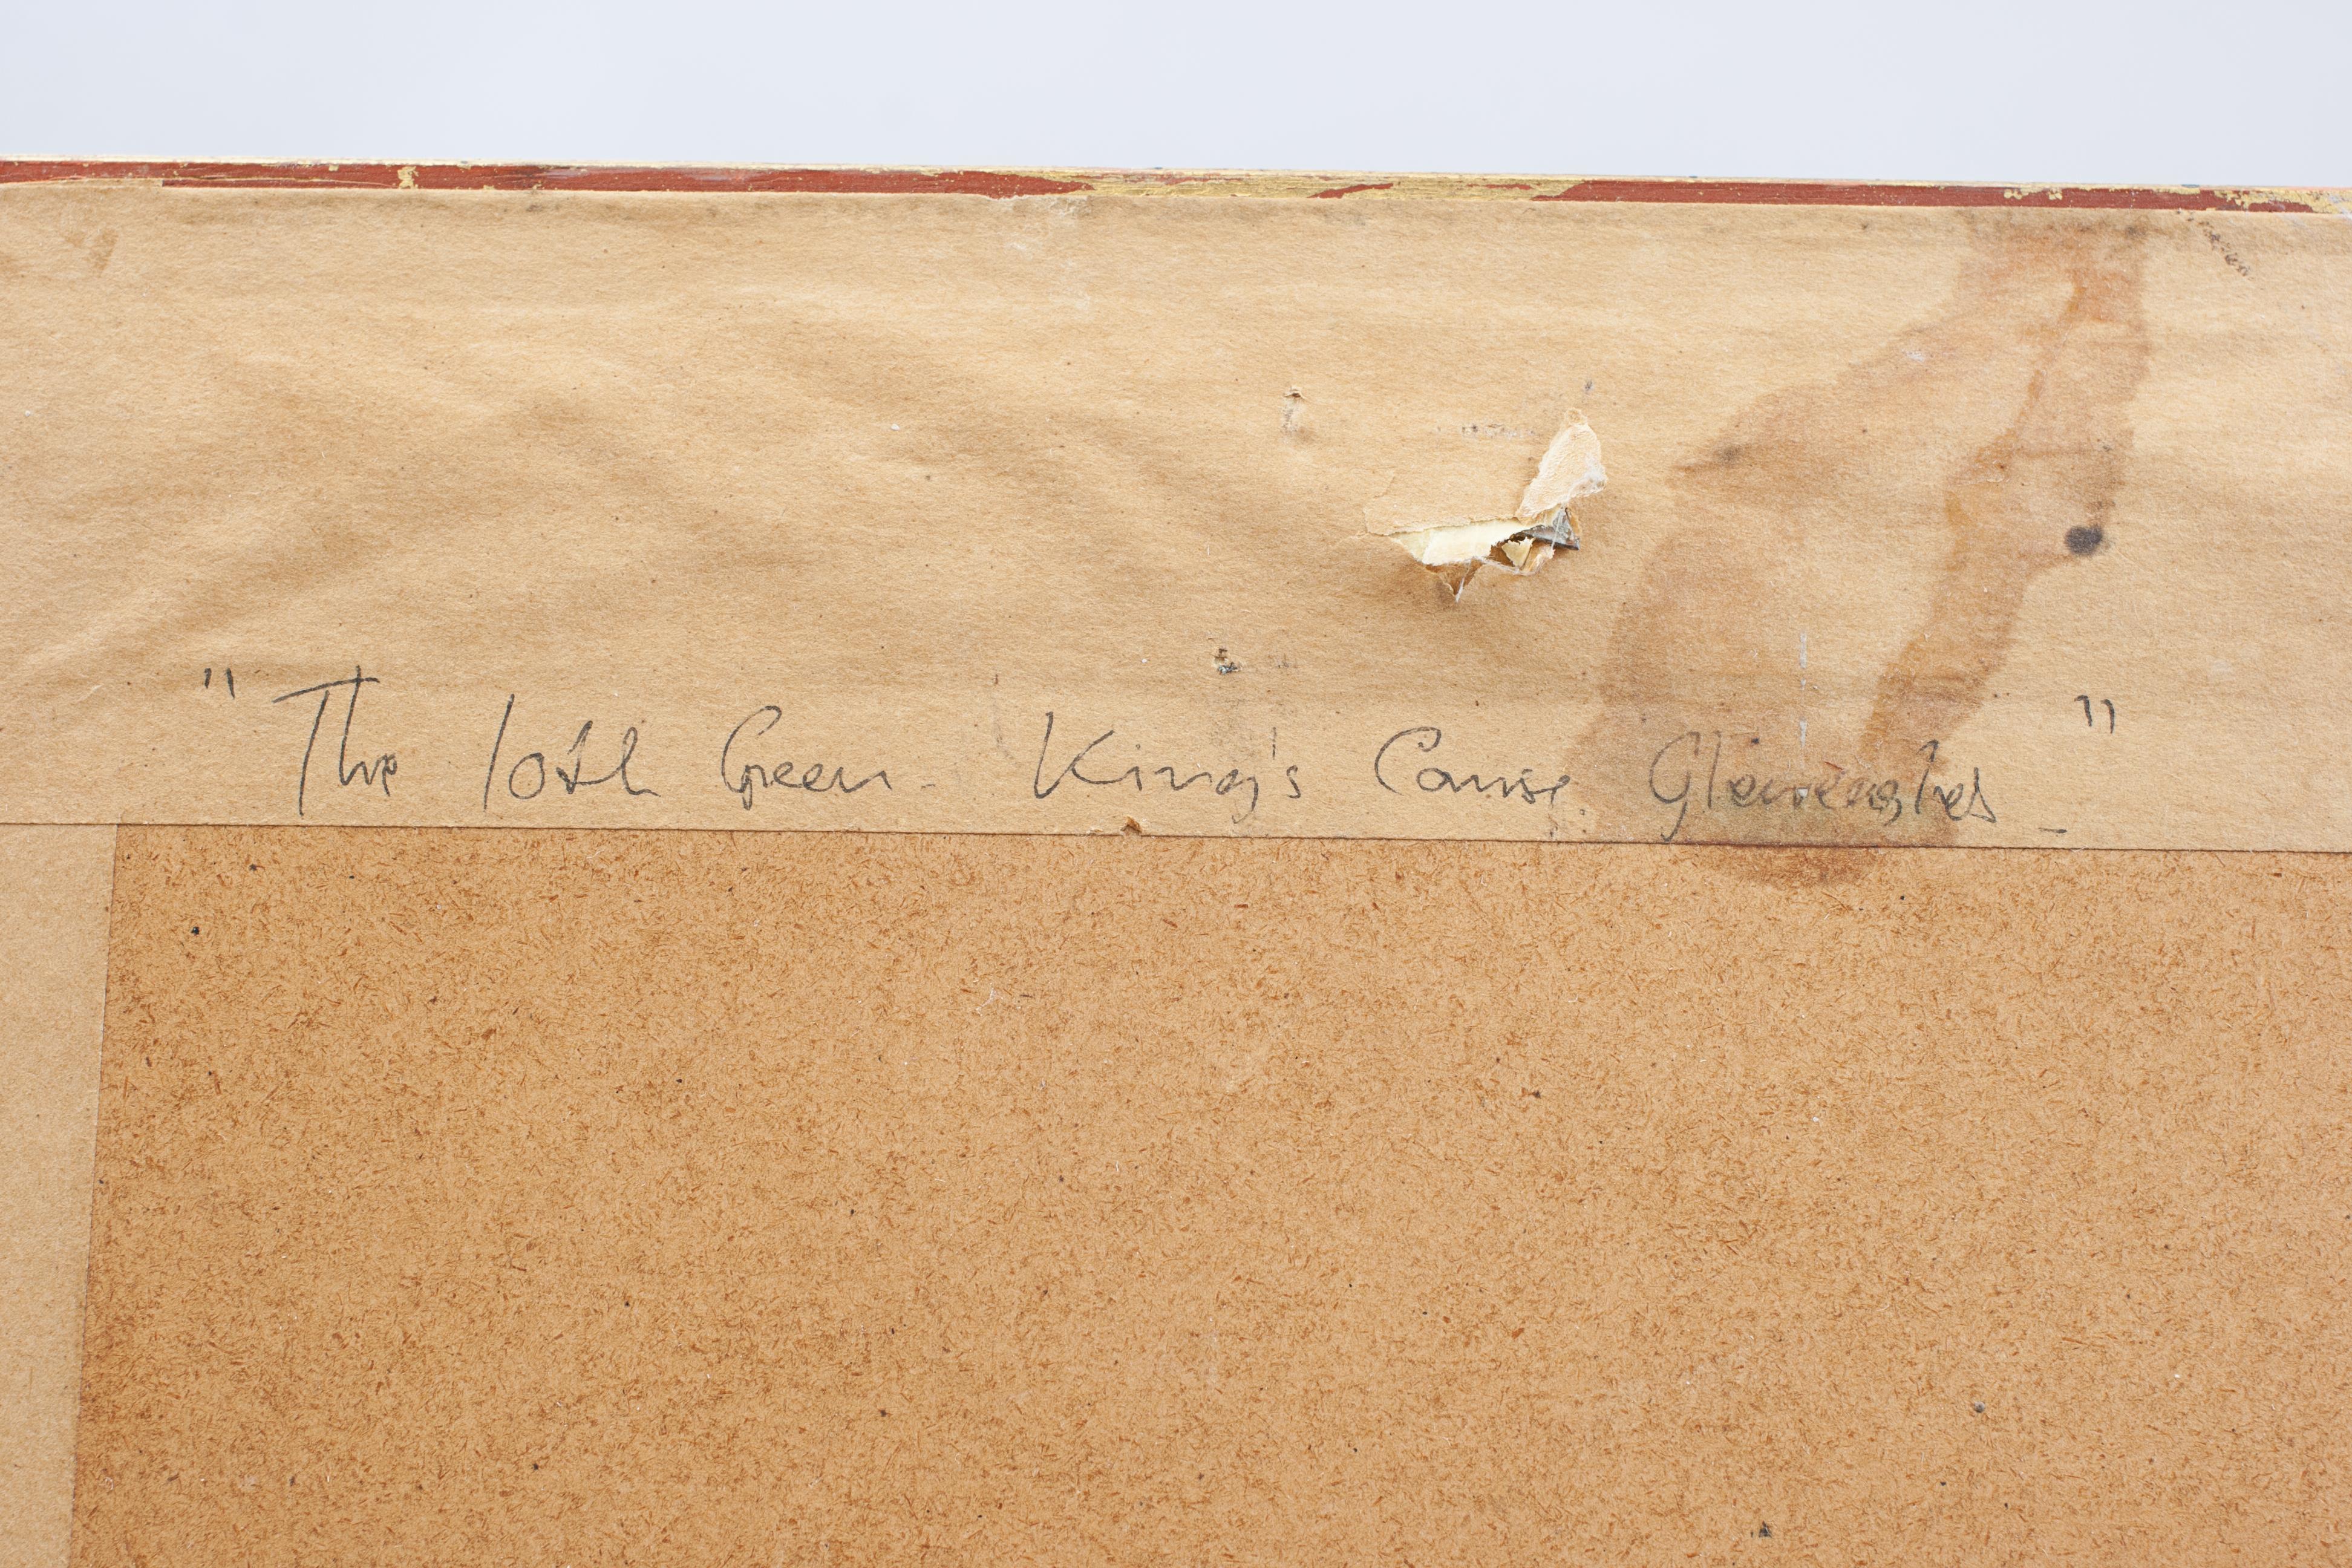 "The 10th Green - King's Course Gleneagles - "